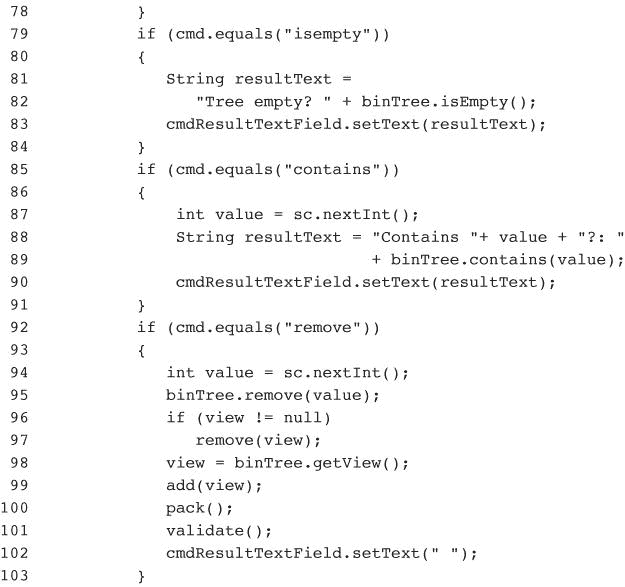 78 }
79 if (cmd.equals("isempty"))
80 {
81 String resultText =
82 "Tree empty? " + binTree.isEmpty();
83 cmdResultTextField.setText(resultText);
84 }
85 if (cmd.equals("contains"))
86 {
87 int value = sc.nextInt();
88 String resultText = "Contains "+ value + "?: "
89 + binTree.contains(value);
90 cmdResultTextField.setText(resultText);
91 }
92 if (cmd.equals("remove"))
93 {
94 int value = sc.nextInt();
95 binTree.remove(value);
96 if (view != null)
97 remove(view);
98 view = binTree.getView();
99 add(view);
100 pack();
101 validate();
102 cmdResultTextField.setText(" ");
103 }